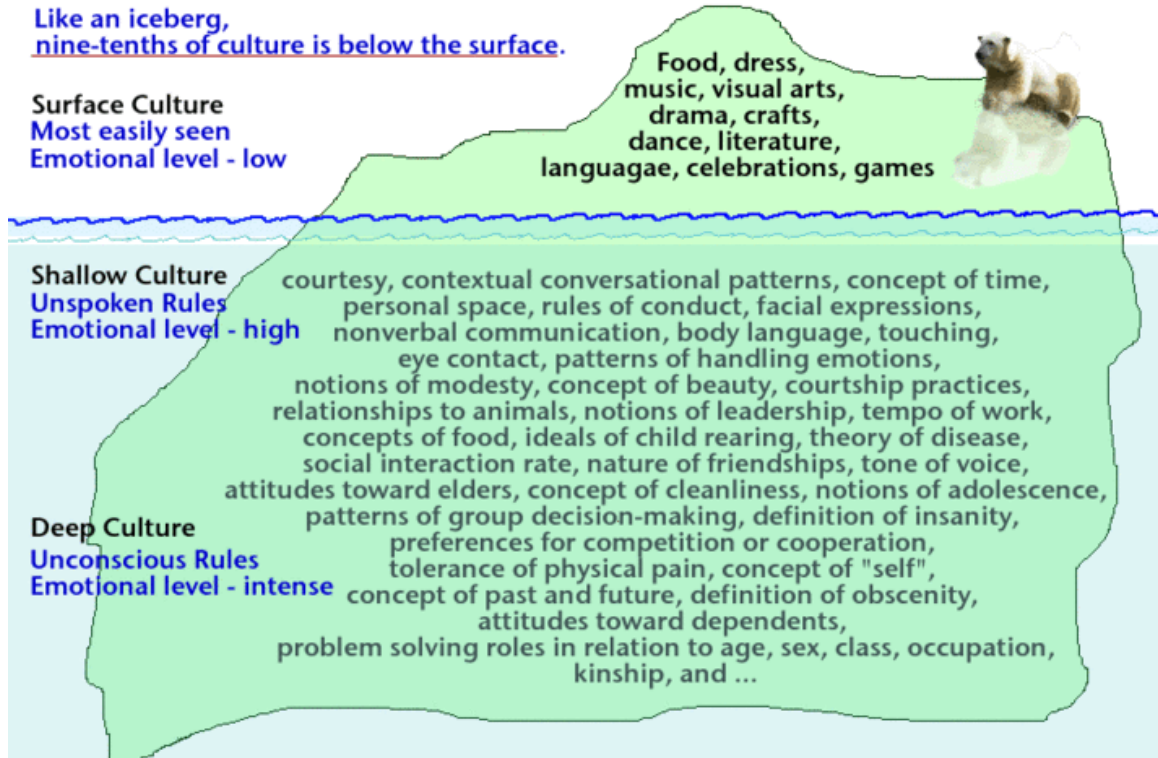 Like an iceberg,
nine-tenths of culture is below the surface.
Surface Culture
Most easily seen
Emotional level - low
Food, dress,
music, visual arts,
drama, crafts,
dance, literature,
languagae, celebrations, games
Shallow Culture
Unspoken Rules
Emotional level - high
courtesy, contextual conversational patterns, concept of time,
personal space, rules of conduct, facial expressions,
nonverbal communication, body language, touching,
eye contact, patterns of handling emotions,
notions of modesty, concept of beauty, courtship practices,
relationships to animals, notions of leadership, tempo of work,
concepts of food, ideals of child rearing, theory of disease,
social interaction rate, nature of friendships, tone of voice,
attitudes toward elders, concept of cleanliness, notions of adolescence,
patterns of group decision-making, definition of insanity,
preferences for competition or cooperation,
tolerance of physical pain, concept of "self",
concept of past and future, definition of obscenity,
attitudes toward dependents,
problem solving roles in relation to age, sex, class, occupation,
kinship, and ...
Deep Culture
Unconscious Rules
Emotional level - intense